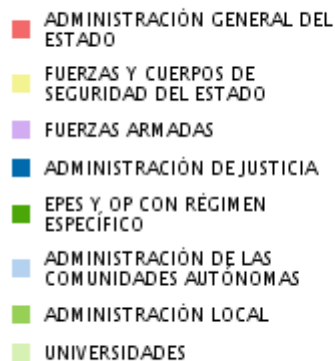 ADMINISTRACIÓN GENERAL DEL
ESTADO
FUERZAS Y CUERPOS DE
SEGURIDAD DEL ESTADO
FUERZAS ARMADAS
ADMINISTRACIÓN DE JUSTICIA
EPES Y OP CON RÉGIMEN
ESPECÍFICO
ADMINISTRACIÓN DE LAS
COMUNIDADES AUTÓNOMAS
ADMINISTRACIÓN LOCAL
UNIVERSIDADES